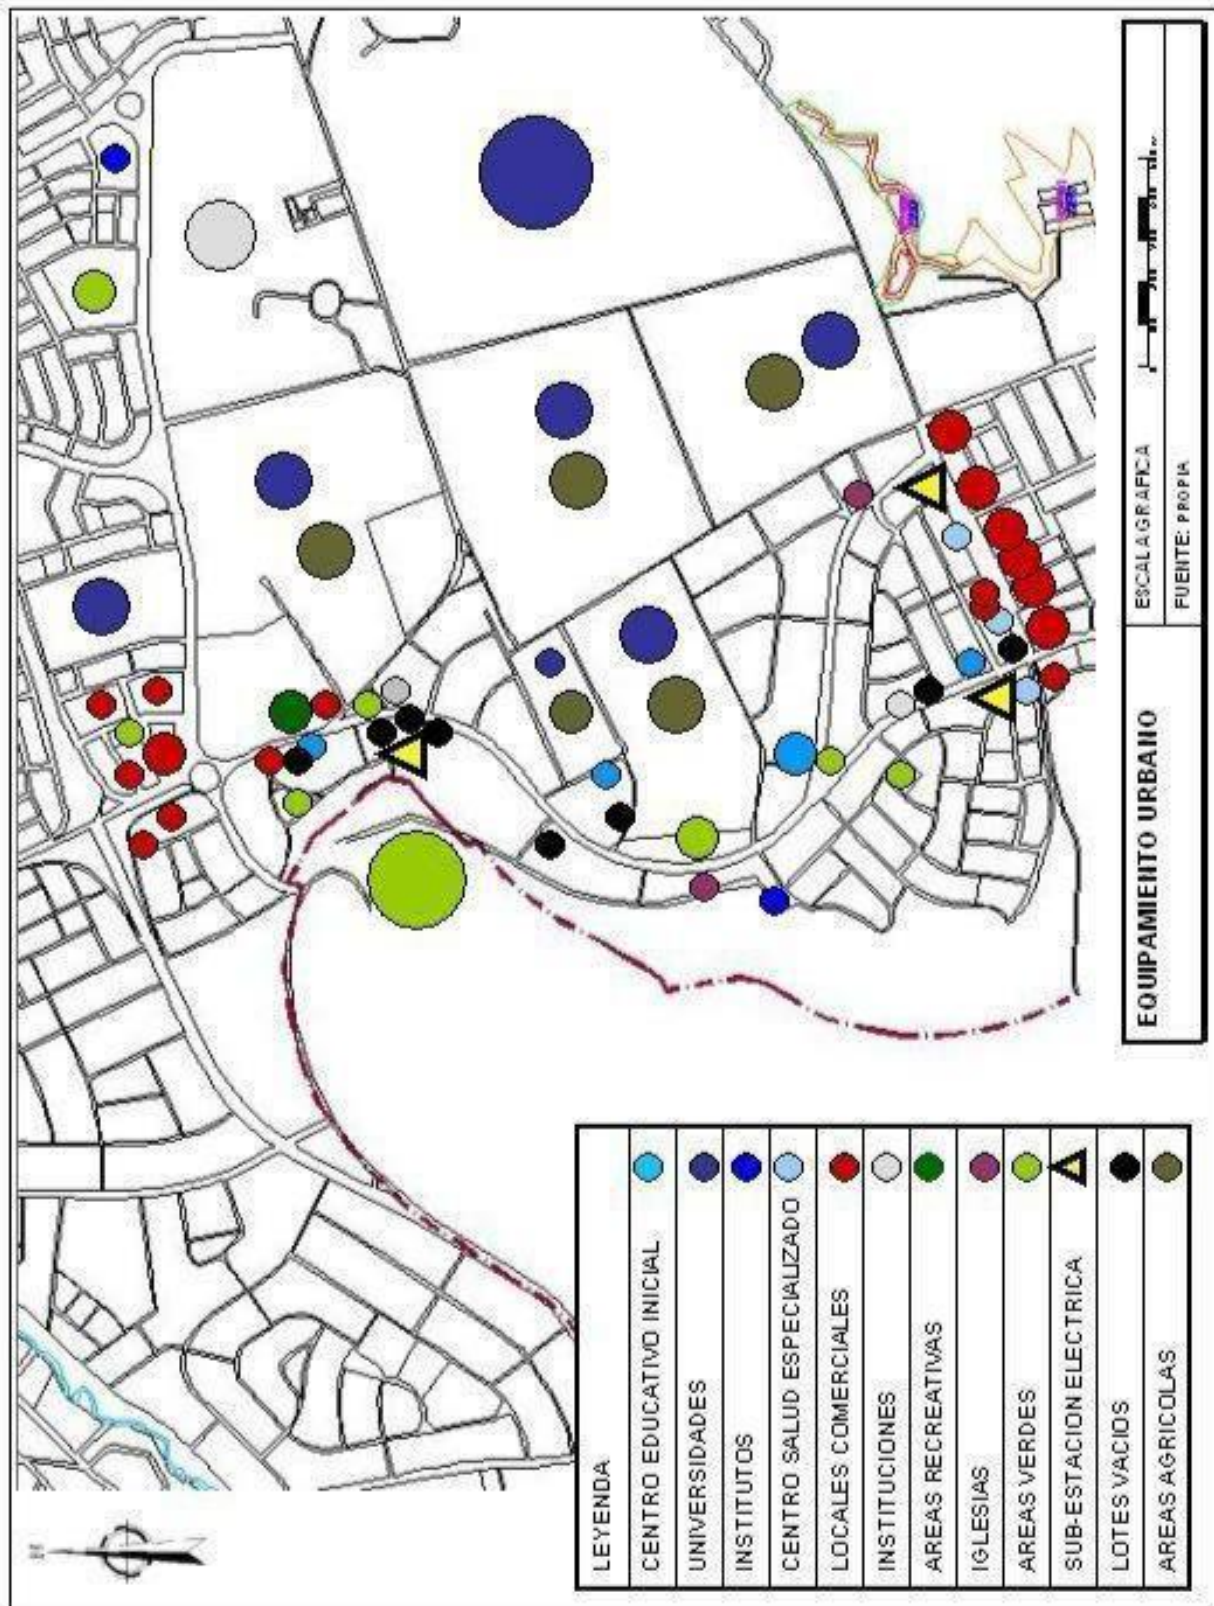 LEYENDA
CENTRO EDUCATIVO INICIAL
UNIVERSIDADES
INSTITUTOS
CENTRO SALUD ESPECIALIZADO
LOCALES COMERCIALES
INSTITUCIONES
AREAS RECREATIVAS
IGLESIAS
AREAS VERDES
SUB-ESTACION ELECTRICA
LOTES VACIOS
AREAS AGRICOLAS
EQUIPAMIENTO URBANO
ESCALA GRAFICA
FUENTE: PROPIA